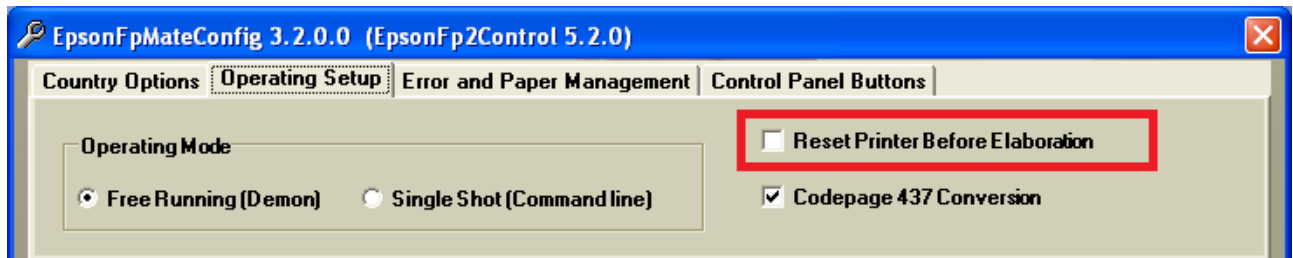 EpsonFpMateConfig 3.2.0.0 (EpsonFp2Control 5.2.0)
Country Options Operating Setup Error and Paper Management Control Panel Buttons
Operating Mode
Reset Printer Before Elaboration
Free Running (Demon) Single Shot (Command line)
Codepage 437 Conversion